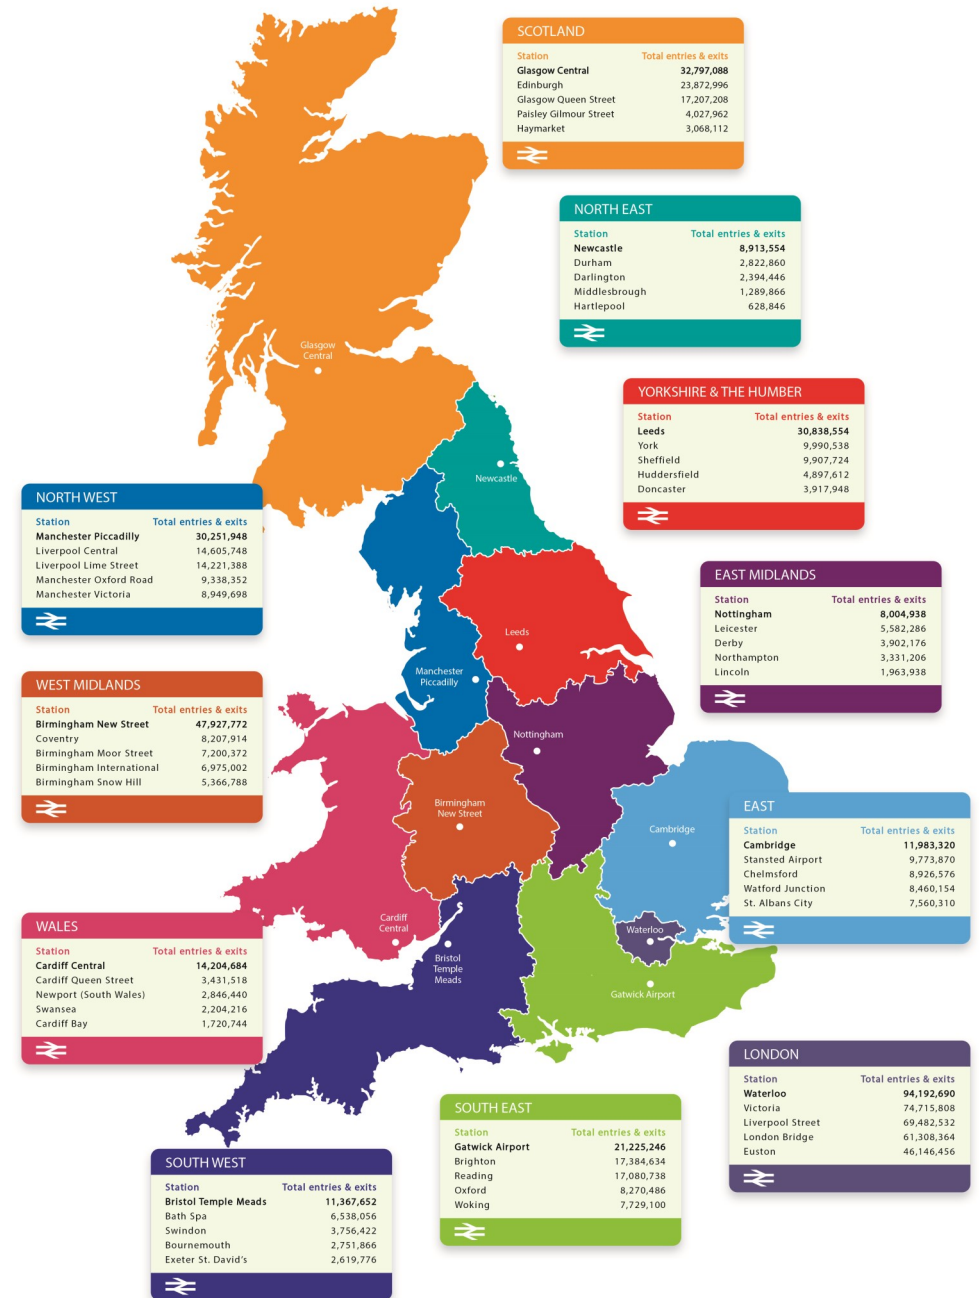 SCOTLAND
Station Total entries & exits
Glasgow Central 32,797,088
Edinburgh 23,872,996
Glasgow Queen Street 17,207,208
Paisley Gilmour Street 4,027,962
Haymarket 3,068,112
NORTH EAST
Station Total entries & exits
Newcastle 8,913,554
Durham 2,822,860
Darlington 2,394,446
Middlesbrough 1,289,866
Hartlepool 628,846
Glasgow
Central
YORKSHIRE & THE HUMBER
Station Total entries & exits
Leeds 30,838,554
York 9,990,538
Sheffield 9,907,724
Huddersfield 4,897,612
Doncaster 3,917,948
Newcastle
NORTH WEST
Station Total entries & exits
Manchester Piccadilly 30,251,948
Liverpool Central 14,605,748
Liverpool Lime Street 14,221,388
Manchester Oxford Road 9,338,352
Manchester Victoria 8,949,698
EAST MIDLANDS
Station Total entries & exits
Nottingham 8,004,938
Leicester 5,582,286
Derby 3,902,176
Northampton 3,331,206
Lincoln 1,963,938
Leeds
Manchester
Piccadilly
WEST MIDLANDS
Station Total entries & exits
Birmingham New Street 47,927,772
Coventry 8,207,914
Birmingham Moor Street 7,200,372
Birmingham International 6,975,002
Birmingham Snow Hill 5,366,788
Nottingham
Birmingham
New Street
Cambridge
EAST
Station Total entries & exits
Cambridge 11,983,320
Stansted Airport 9,773,870
Chelmsford 8,926,576
Watford Junction 8,460,154
St. Albans City 7,560,310
WALES
Station Total entries & exits
Cardiff Central 14,204,684
Cardiff Queen Street 3,431,518
Newport (South Wales) 2,846,440
Swansea 2,204,216
Cardiff Bay 1,720,744
Cardiff
Central
Bristol
Temple
Meads
Waterloo
Gatwick Airport
LONDON
Station Total entries & exits
Waterloo 94,192,690
Victoria 74,715,808
Liverpool Street 69,482,532
London Bridge 61,308,364
Euston 46,146,456
SOUTH EAST
Station Total entries & exits
Gatwick Airport 21,225,246
Brighton 17,384,634
Reading 17,080,738
Oxford 8,270,486
Woking 7,729,100
SOUTH WEST
Station Total entries & exits
Bristol Temple Meads 11,367,652
Bath Spa 6,538,056
Swindon 3,756,422
Bournemouth 2,751,866
Exeter St. David's 2,619,776